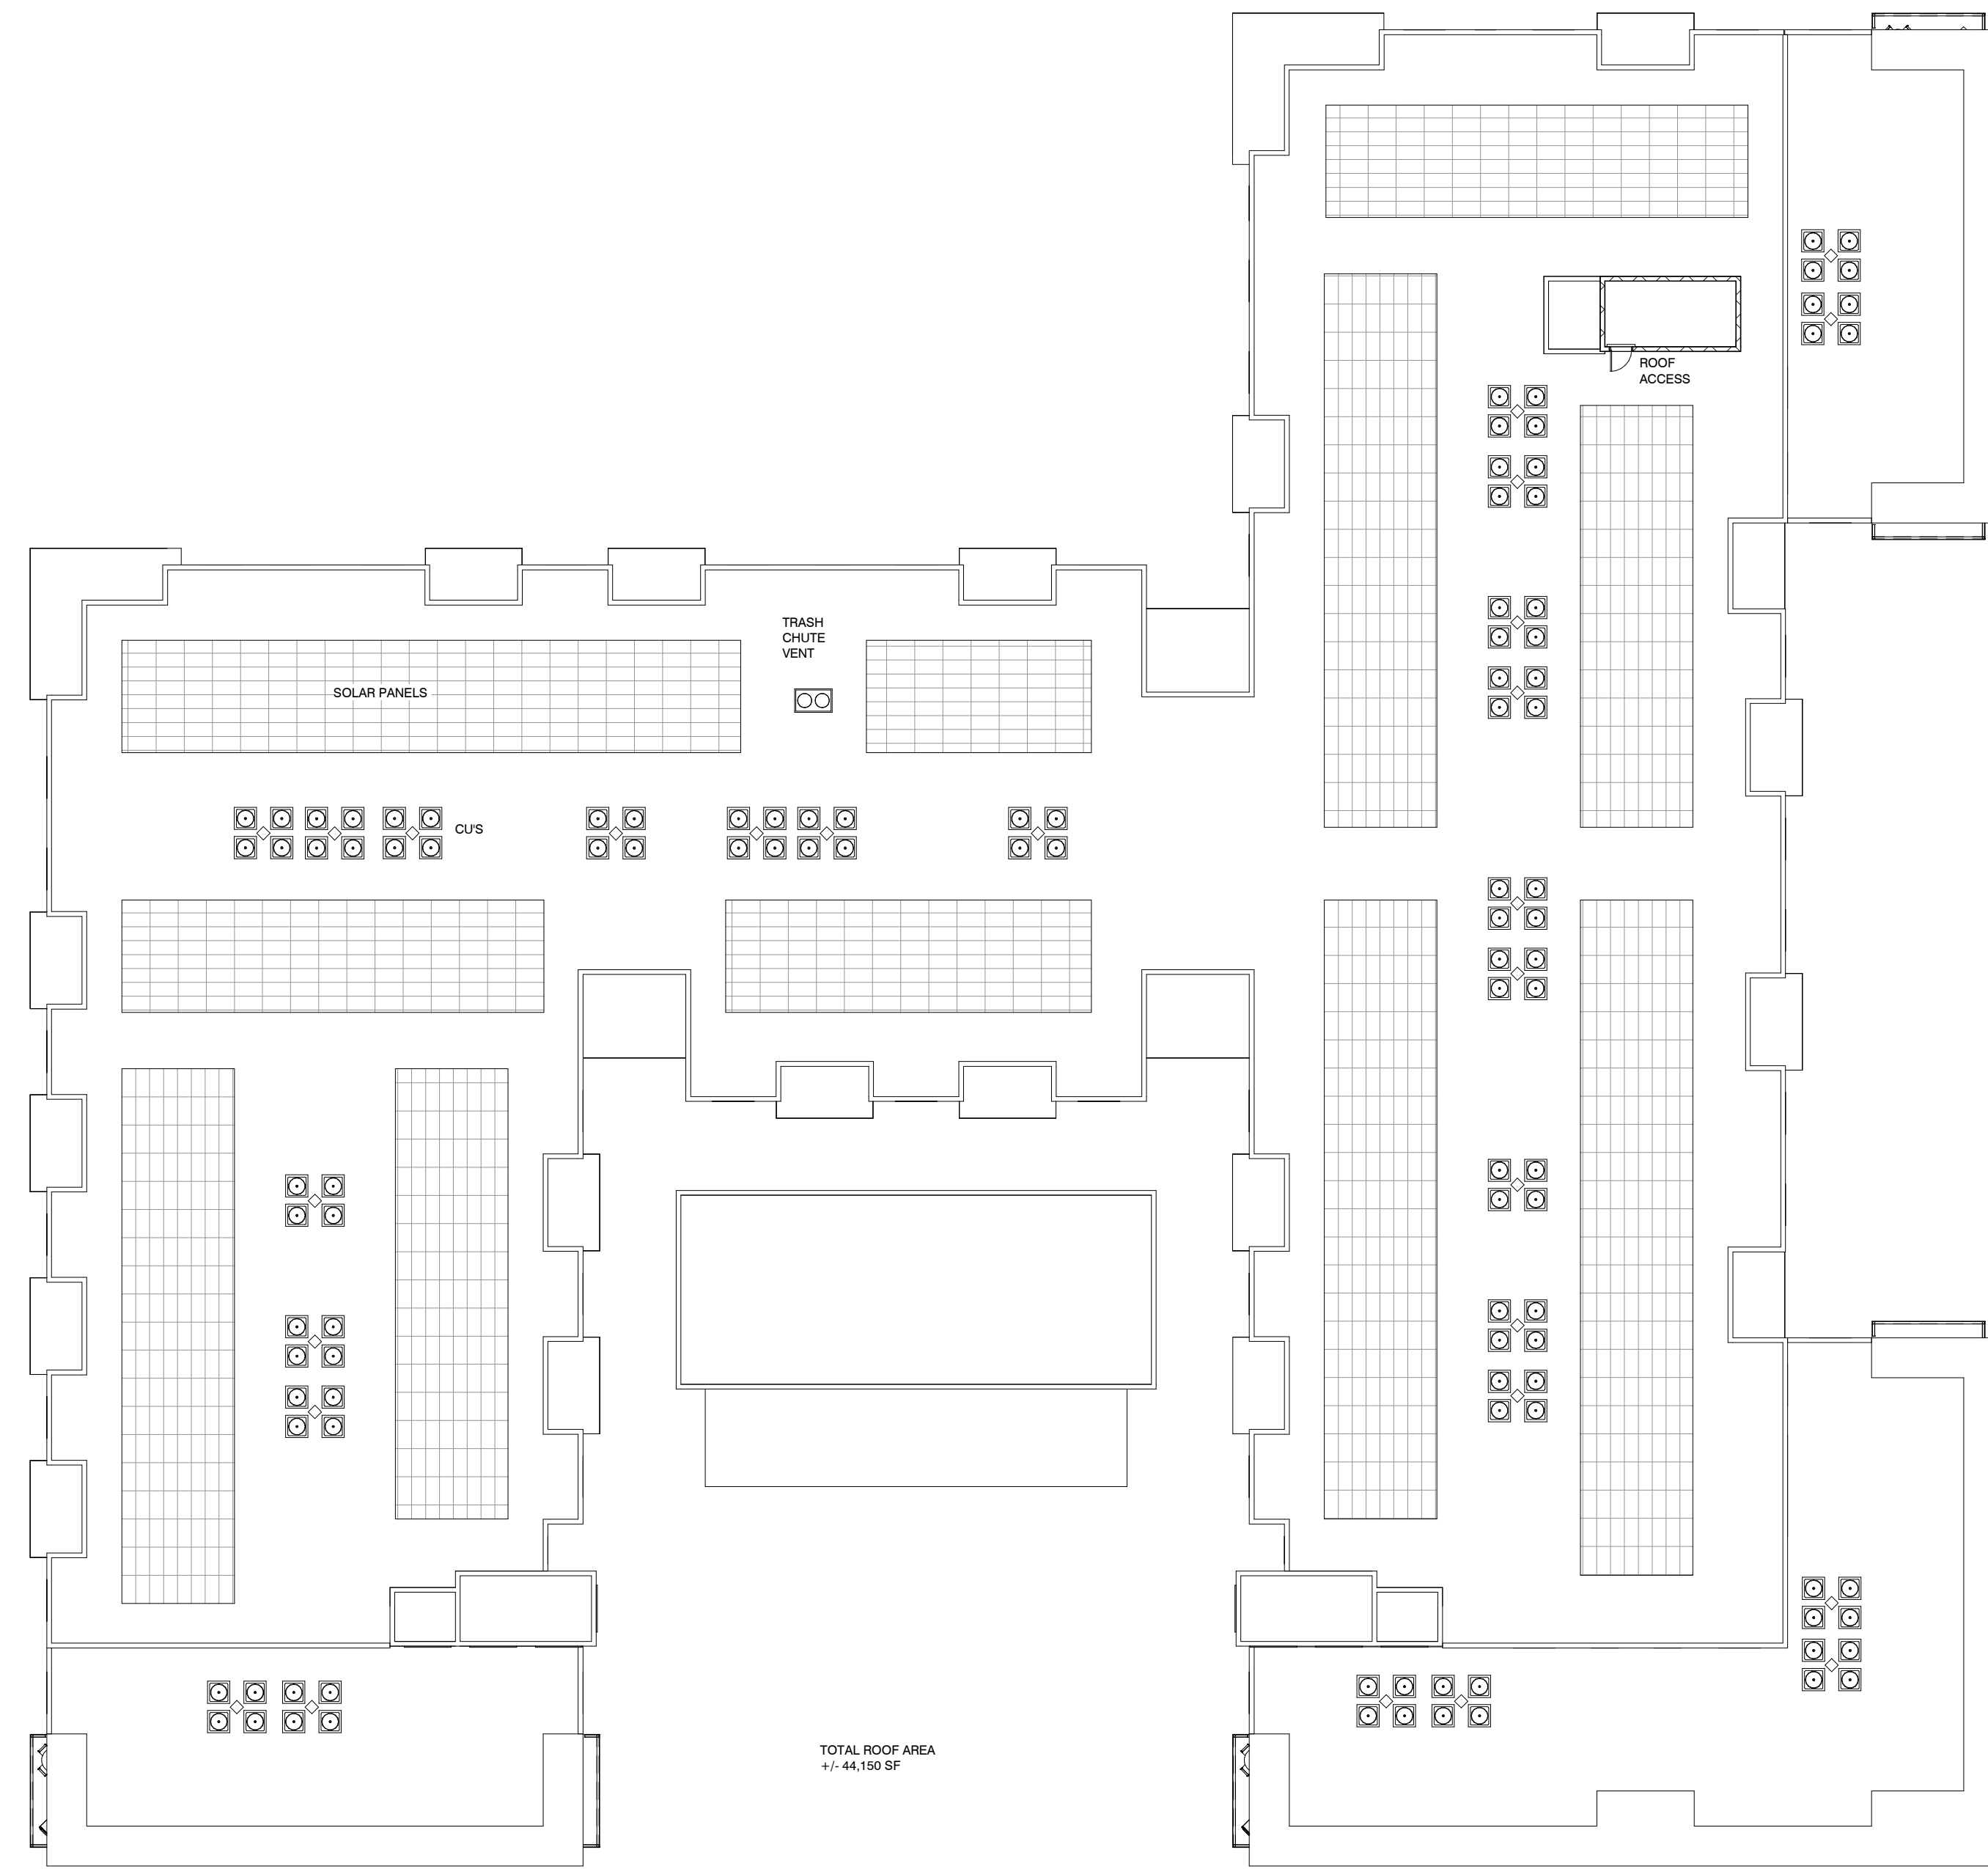 ROOF
ACCESS
TRASH
CHUTE
VENT
SOLAR PANELS
CU'S
TOTAL ROOF AREA
+/- 44,150 SF